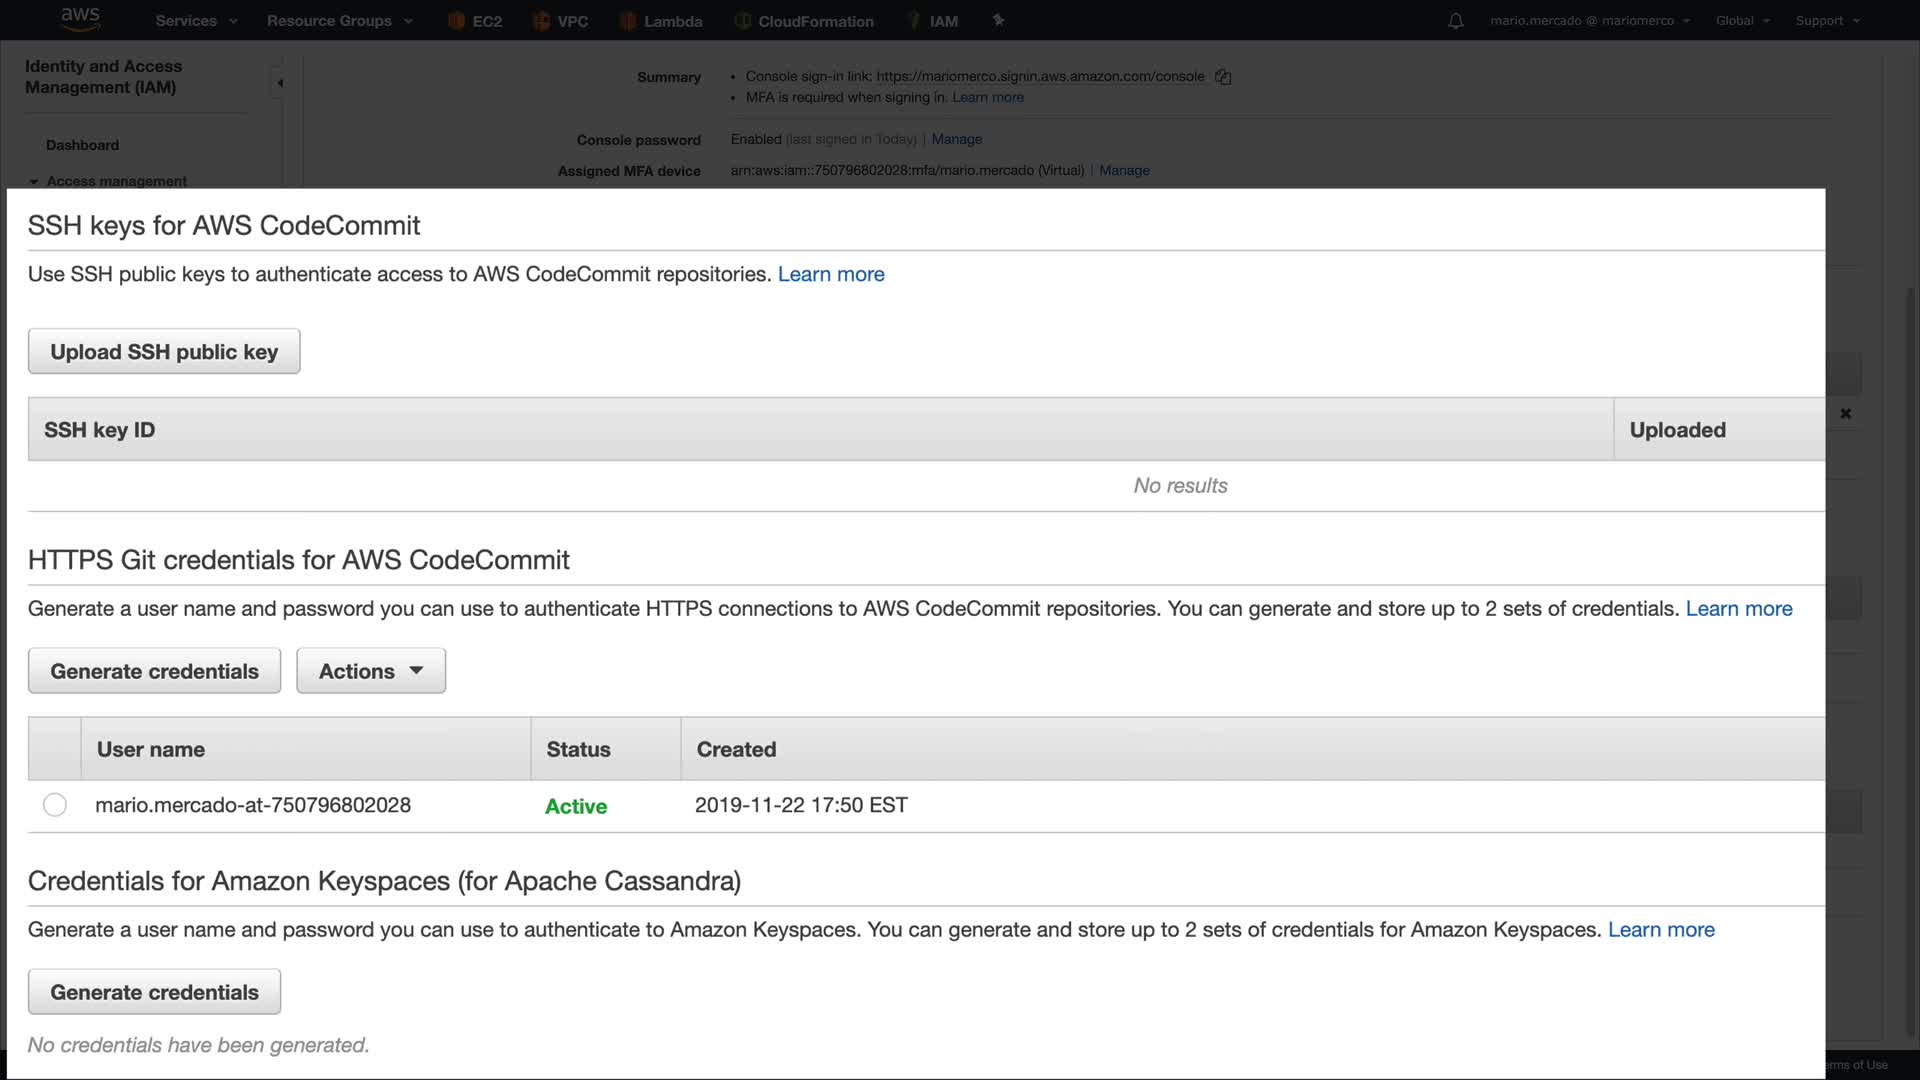 aws Services Resource Groups EC2 VPC Lambda CloudFormation IAM mario.mercado @ mariomerco Global Support
Identity and Access
Management (IAM)
Dashboard
Access management
Summary
• Console sign-in link: https://mariomerco.signin.aws.amazon.com/console
• MFA is required when signing in. Learn more
Console password Enabled (last signed in Today) | Manage
Assigned MFA device arn:aws:iam::750796802028:mfa/mario.mercado (Virtual) | Manage
SSH keys for AWS CodeCommit
Use SSH public keys to authenticate access to AWS CodeCommit repositories. Learn more
Upload SSH public key
SSH key ID Uploaded
No results
HTTPS Git credentials for AWS CodeCommit
Generate a user name and password you can use to authenticate HTTPS connections to AWS CodeCommit repositories. You can generate and store up to 2 sets of credentials. Learn more
Generate credentials Actions
User name Status Created
mario.mercado-at-750796802028 Active 2019-11-22 17:50 EST
Credentials for Amazon Keyspaces (for Apache Cassandra)
Generate a user name and password you can use to authenticate to Amazon Keyspaces. You can generate and store up to 2 sets of credentials for Amazon Keyspaces. Learn more
Generate credentials
No credentials have been generated.
of Use